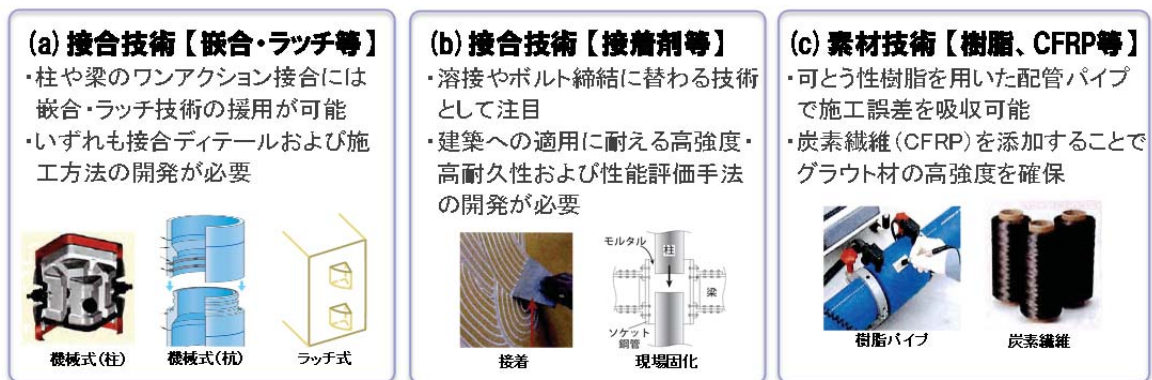 (a) 接合技術【嵌合・ラッチ等】
・柱や梁のワンアクション接合には
嵌合・ラッチ技術の援用が可能
・いずれも接合ディテールおよび施
工方法の開発が必要
機械式(柱)
機械式(杭)
ラッチ式
(b) 接合技術【接着剤等】
・溶接やボルト締結に替わる技術
として注目
・建築への適用に耐える高強度・
高耐久性および性能評価手法
の開発が必要
モルタル
柱
梁
ソケット
鋼管
接着
現場固化
(c) 素材技術【樹脂、CFRP等】
・可とう性樹脂を用いた配管パイプ
で施工誤差を吸収可能
・炭素繊維(CFRP)を添加することで
グラウト材の高強度を確保
樹脂パイプ
炭素繊維